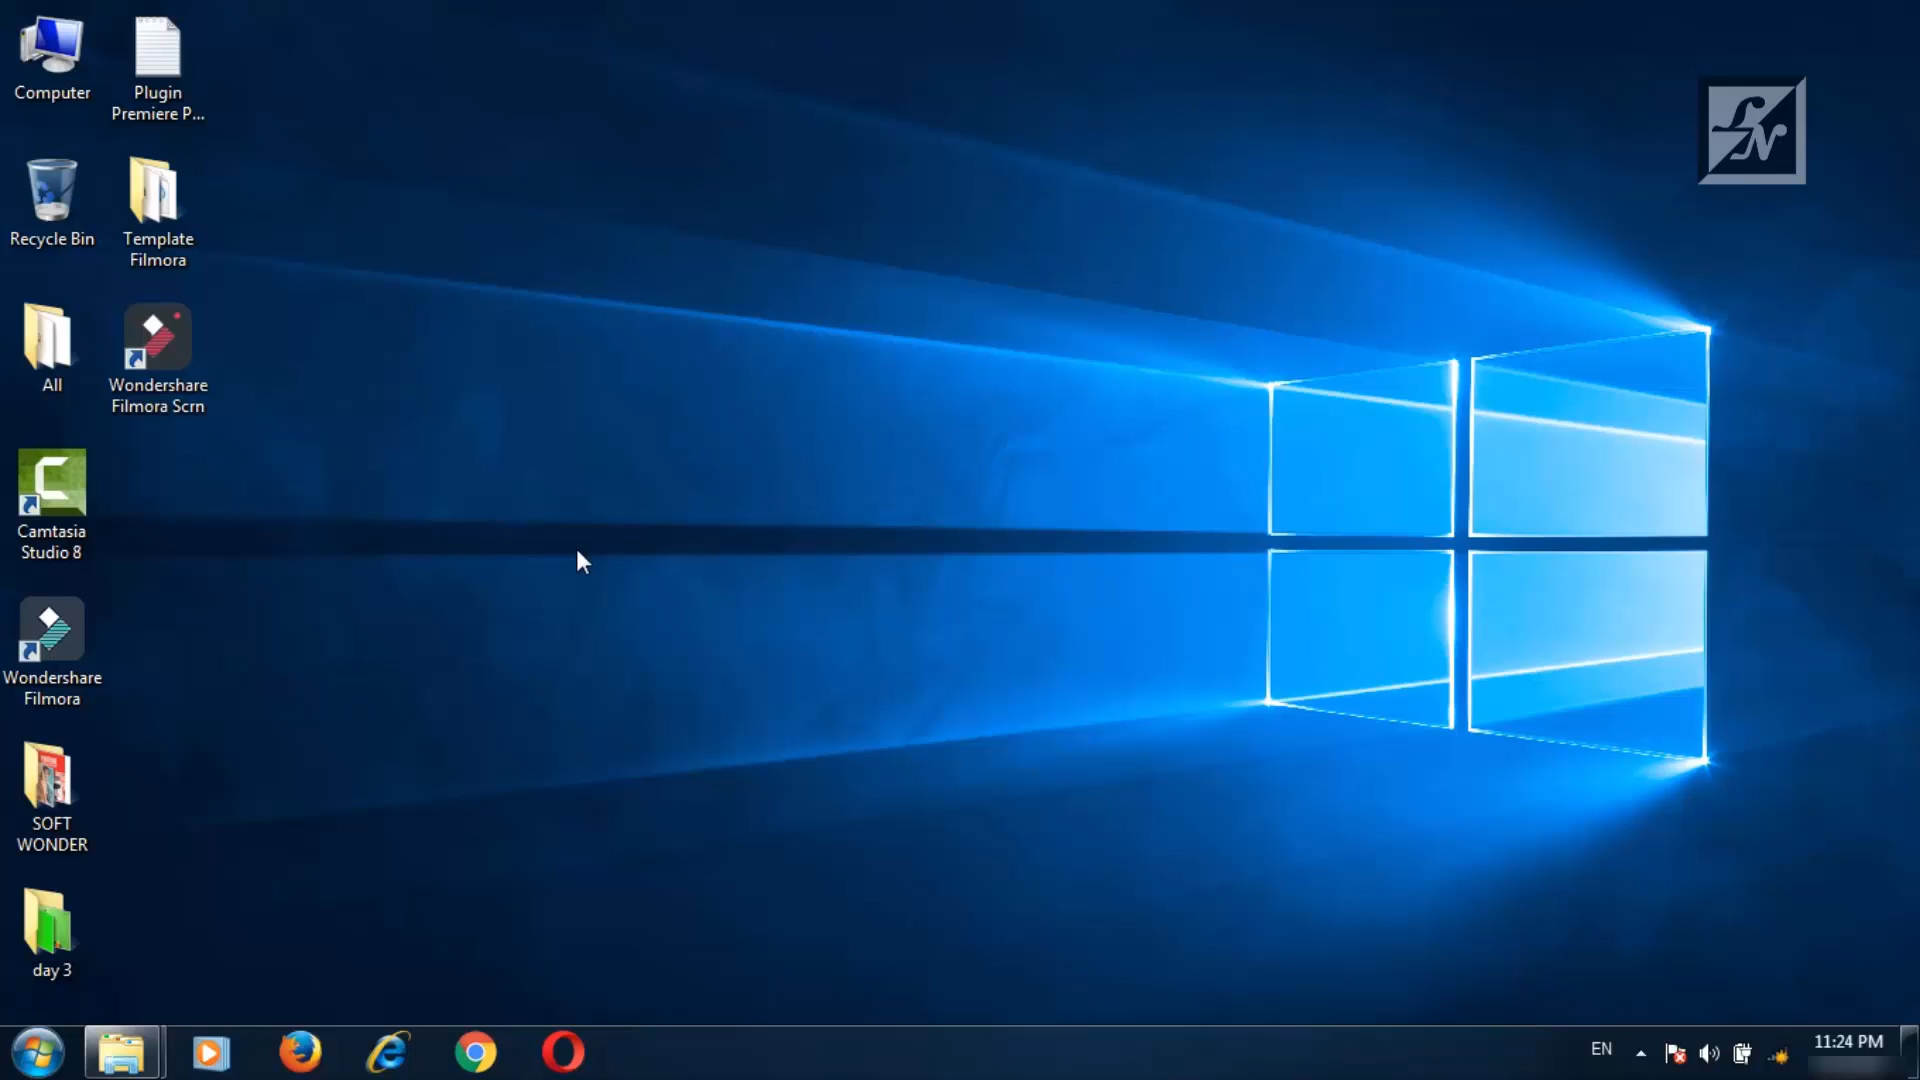 Computer
Plugin
Premiere P...
Recycle Bin
Template
Filmora
All
Wondershare
Filmora Scrn
Camtasia
Studio 8
Wondershare
Filmora
SOFT
WONDER
day 3
LN
EN
11:24 PM